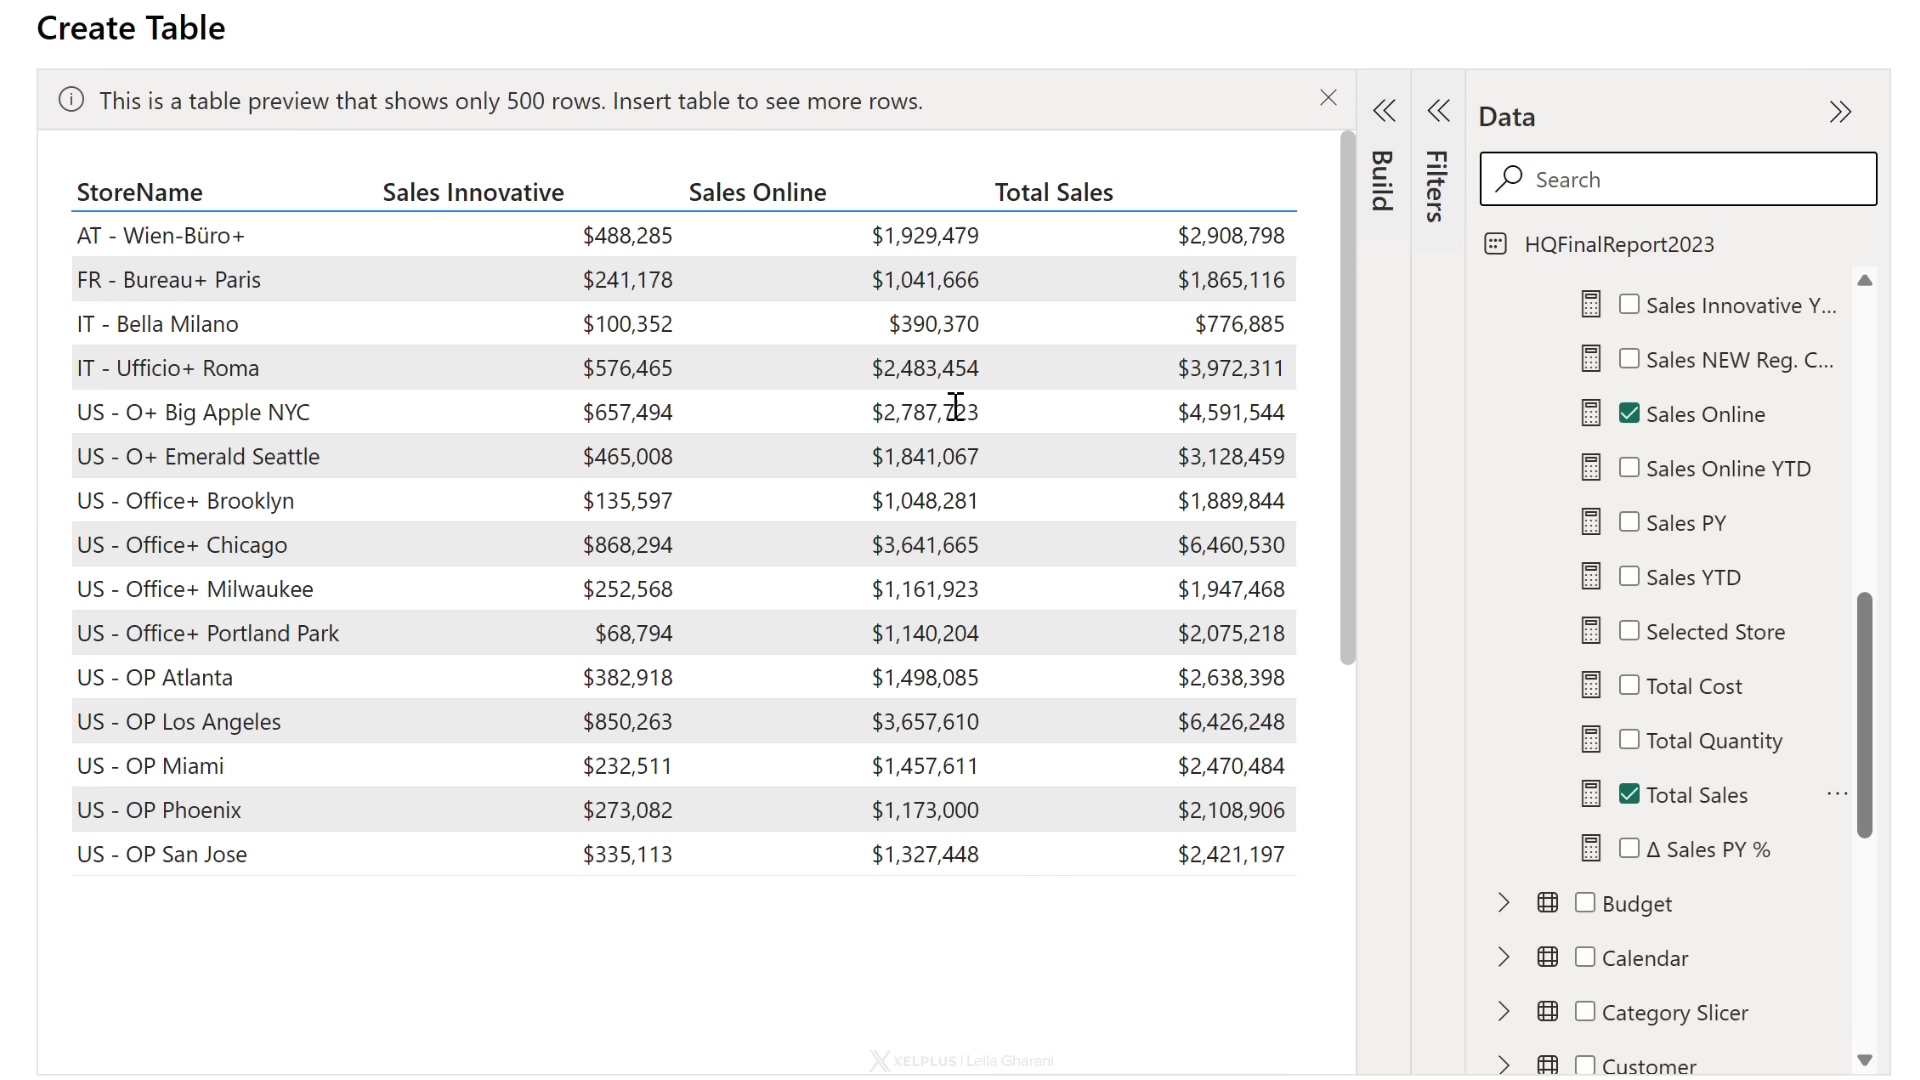 Create Table
This is a table preview that shows only 500 rows. Insert table to see more rows.
StoreName Sales Innovative Sales Online Total Sales
AT - Wien-Büro+ $488,285 $1,929,479 $2,908,798
FR - Bureau+ Paris $241,178 $1,041,666 $1,865,116
IT - Bella Milano $100,352 $390,370 $776,885
IT - Ufficio+ Roma $576,465 $2,483,454 $3,972,311
US - O+ Big Apple NYC $657,494 $2,787,723 $4,591,544
US - O+ Emerald Seattle $465,008 $1,841,067 $3,128,459
US - Office+ Brooklyn $135,597 $1,048,281 $1,889,844
US - Office+ Chicago $868,294 $3,641,665 $6,460,530
US - Office+ Milwaukee $252,568 $1,161,923 $1,947,468
US - Office+ Portland Park $68,794 $1,140,204 $2,075,218
US - OP Atlanta $382,918 $1,498,085 $2,638,398
US - OP Los Angeles $850,263 $3,657,610 $6,426,248
US - OP Miami $232,511 $1,457,611 $2,470,484
US - OP Phoenix $273,082 $1,173,000 $2,108,906
US - OP San Jose $335,113 $1,327,448 $2,421,197
XELPLUS | Leila Gharani
Build
Filters
Data
Search
HQFinalReport2023
Sales Innovative Y...
Sales NEW Reg. C...
Sales Online
Sales Online YTD
Sales PY
Sales YTD
Selected Store
Total Cost
Total Quantity
Total Sales ...
Δ Sales PY %
Budget
Calendar
Category Slicer
Customer